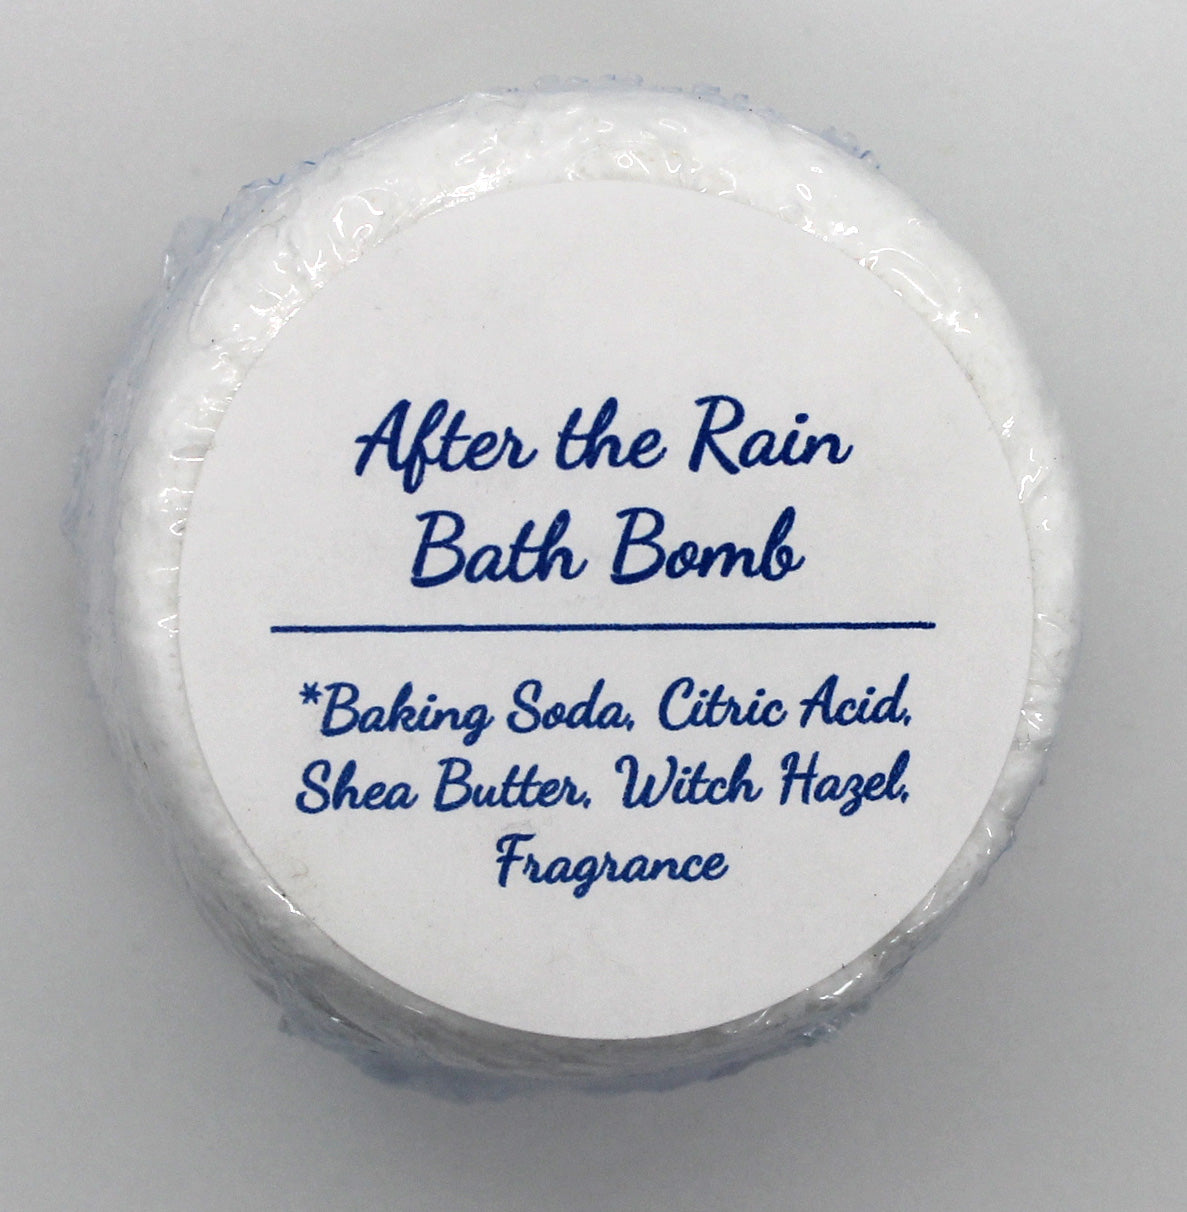 After the Rain
Bath Bomb
*Baking Soda, Citric Acid,
Shea Butter, Witch Hazel,
Fragrance